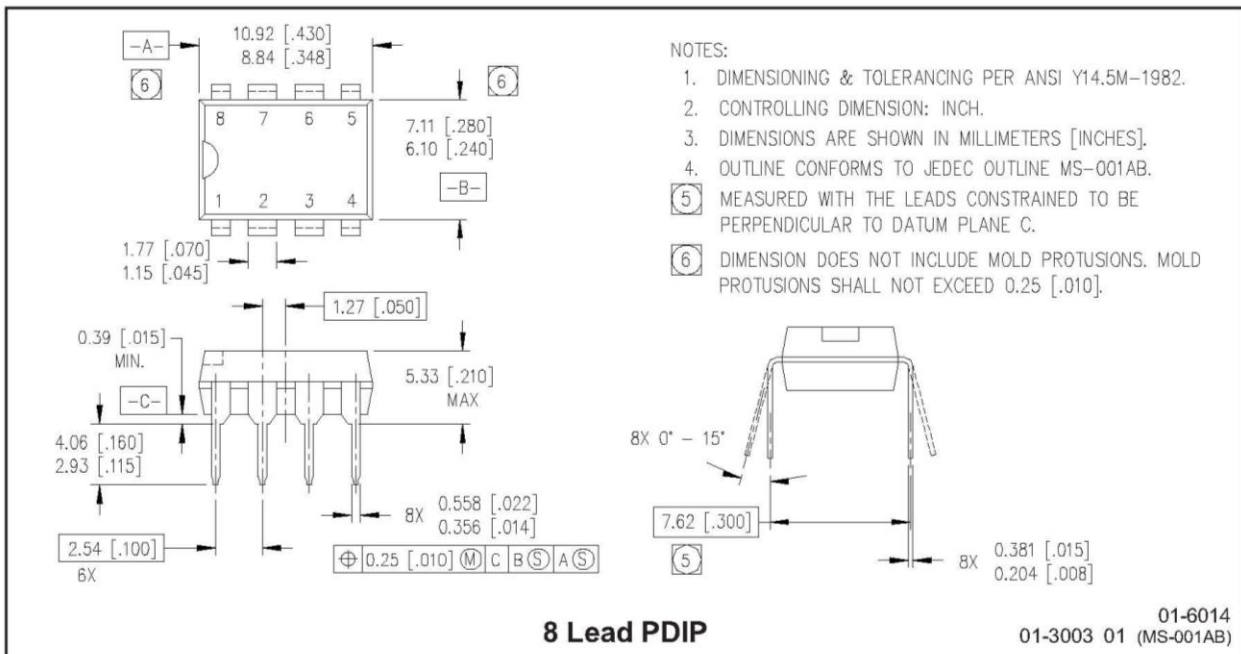 10.92 [.430]
8.84 [.348]
-A-
6
6
8 7 6 5
7.11 [.280]
6.10 [.240]
-B-
1 2 3 4
1.77 [.070]
1.15 [.045]
1.27 [.050]
0.39 [.015]
MIN.
5.33 [.210]
MAX
-C-
4.06 [.160]
2.93 [.115]
8X 0.558 [.022]
0.356 [.014]
2.54 [.100]
6X
⌖ 0.25 [.010] Ⓜ C B Ⓢ A Ⓢ
NOTES:
1. DIMENSIONING & TOLERANCING PER ANSI Y14.5M-1982.
2. CONTROLLING DIMENSION: INCH.
3. DIMENSIONS ARE SHOWN IN MILLIMETERS [INCHES].
4. OUTLINE CONFORMS TO JEDEC OUTLINE MS-001AB.
5 MEASURED WITH THE LEADS CONSTRAINED TO BE
PERPENDICULAR TO DATUM PLANE C.
6 DIMENSION DOES NOT INCLUDE MOLD PROTUSIONS. MOLD
PROTUSIONS SHALL NOT EXCEED 0.25 [.010].
8X 0° - 15°
7.62 [.300]
5
8X 0.381 [.015]
0.204 [.008]
8 Lead PDIP
01-6014
01-3003 01 (MS-001AB)